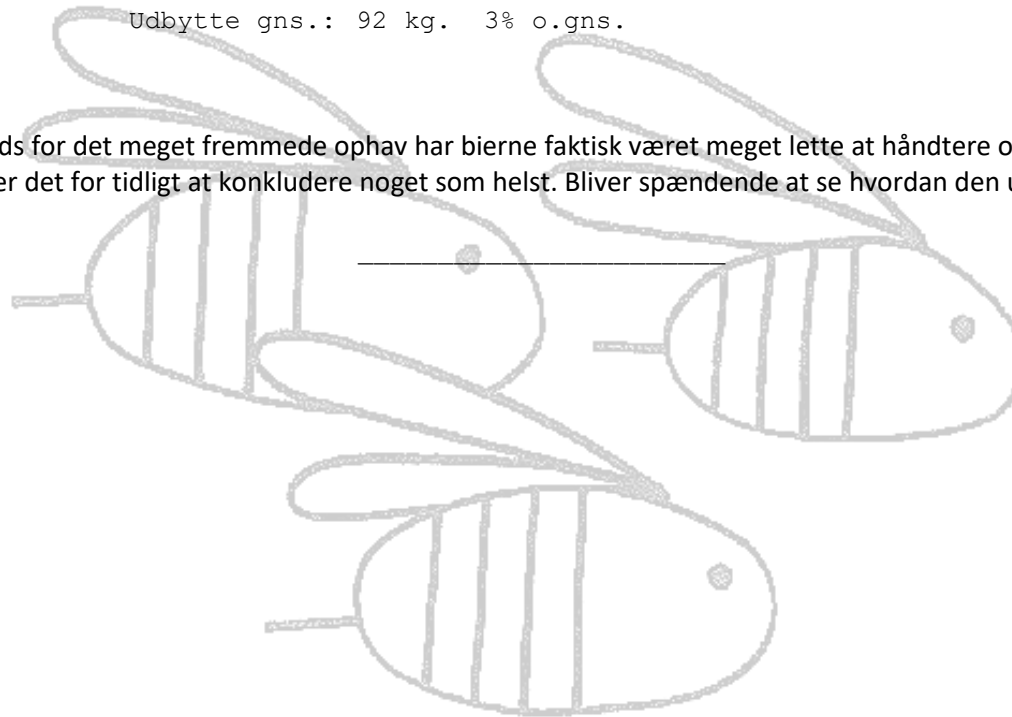 Udbytte gns.: 92 kg. 3% o.gns.
ds for det meget fremmede ophav har bierne faktisk været meget lette at håndtere o
er det for tidligt at konkludere noget som helst. Bliver spændende at se hvordan den u